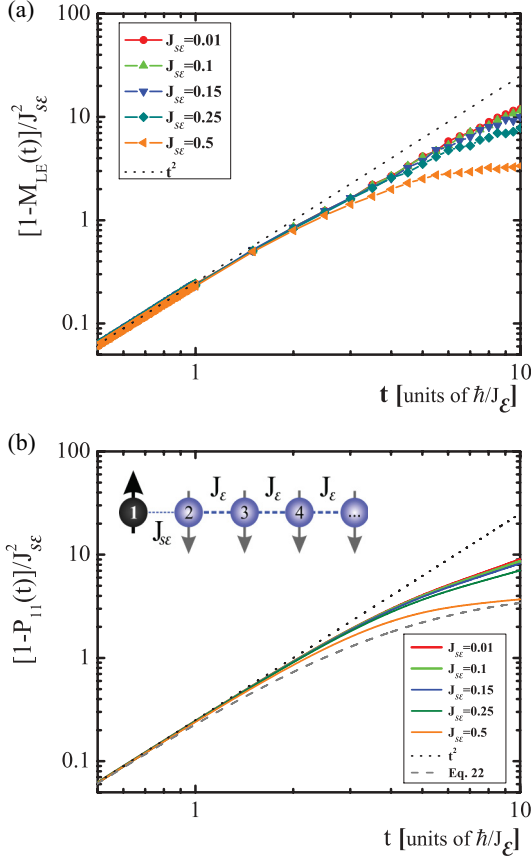 (a)
100
10
1
0.1
[1-M_LE(t)]/J²_sε
J_sε=0.01
J_sε=0.1
J_sε=0.15
J_sε=0.25
J_sε=0.5
t²
1
10
t [units of ħ/J_ε]
(b)
100
10
1
0.1
[1-P₁₁(t)]/J²_sε
J_ε J_ε J_ε
1 2 3 4 ...
J_sε
J_sε=0.01
J_sε=0.1
J_sε=0.15
J_sε=0.25
J_sε=0.5
t²
Eq. 22
1
10
t [units of ħ/J_ε]